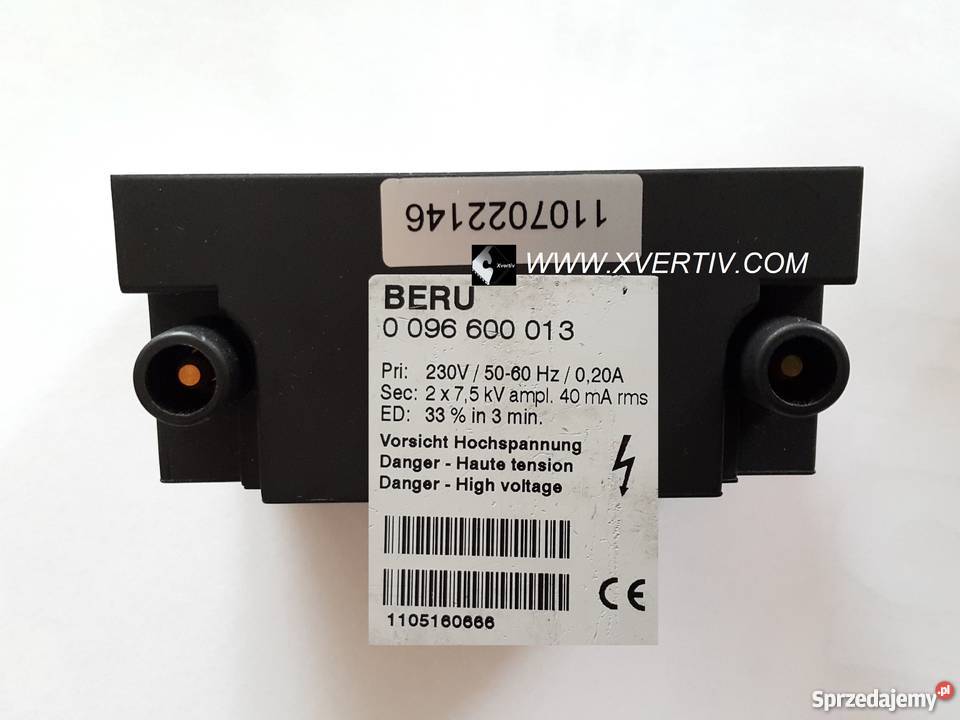 1107022146
Xvertiv
WWW.XVERTIV.COM
BERU
0 096 600 013
Pri: 230V / 50-60 Hz / 0,20A
Sec: 2 x 7,5 kV ampl. 40 mA rms
ED: 33 % in 3 min.
Vorsicht Hochspannung
Danger - Haute tension
Danger - High voltage
CE
1105160666
Sprzedajemy.pl